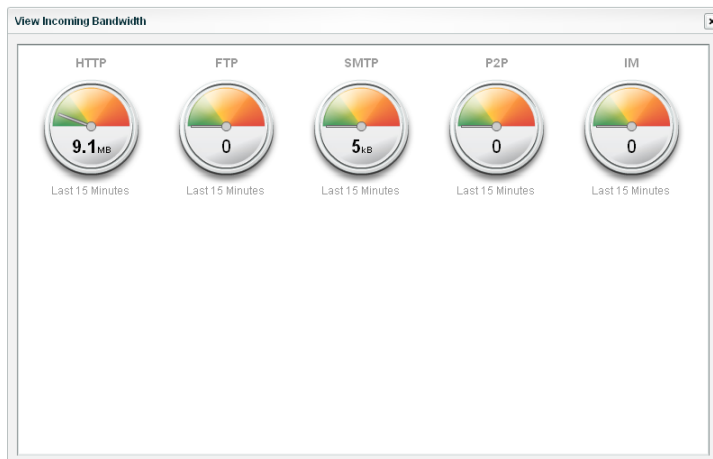 View Incoming Bandwidth
HTTP FTP SMTP P2P IM
9.1MB 0 5kB 0 0
Last 15 Minutes Last 15 Minutes Last 15 Minutes Last 15 Minutes Last 15 Minutes